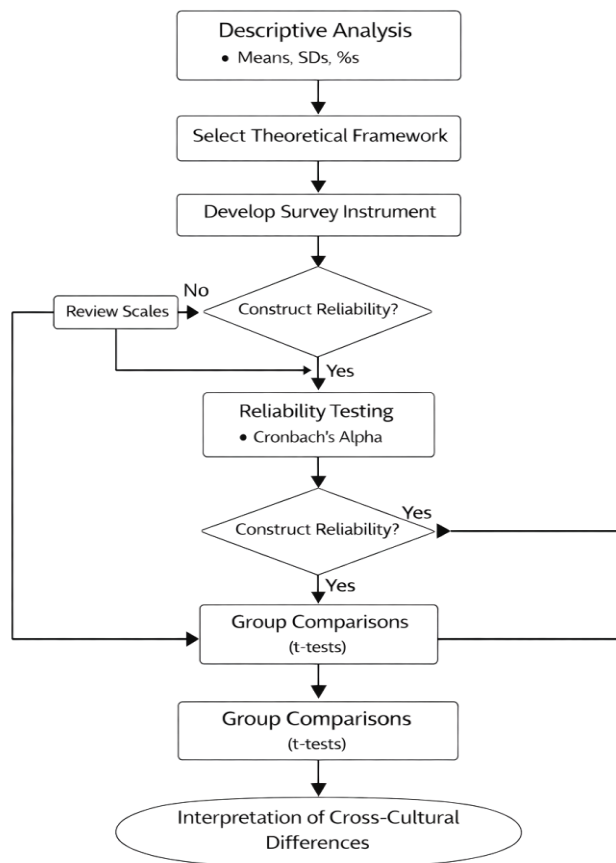 Descriptive Analysis
• Means, SDs, %s
Select Theoretical Framework
Develop Survey Instrument
No
Review Scales
Construct Reliability?
Yes
Reliability Testing
• Cronbach's Alpha
Yes
Construct Reliability?
Yes
Group Comparisons
(t-tests)
Group Comparisons
(t-tests)
Interpretation of Cross-Cultural
Differences